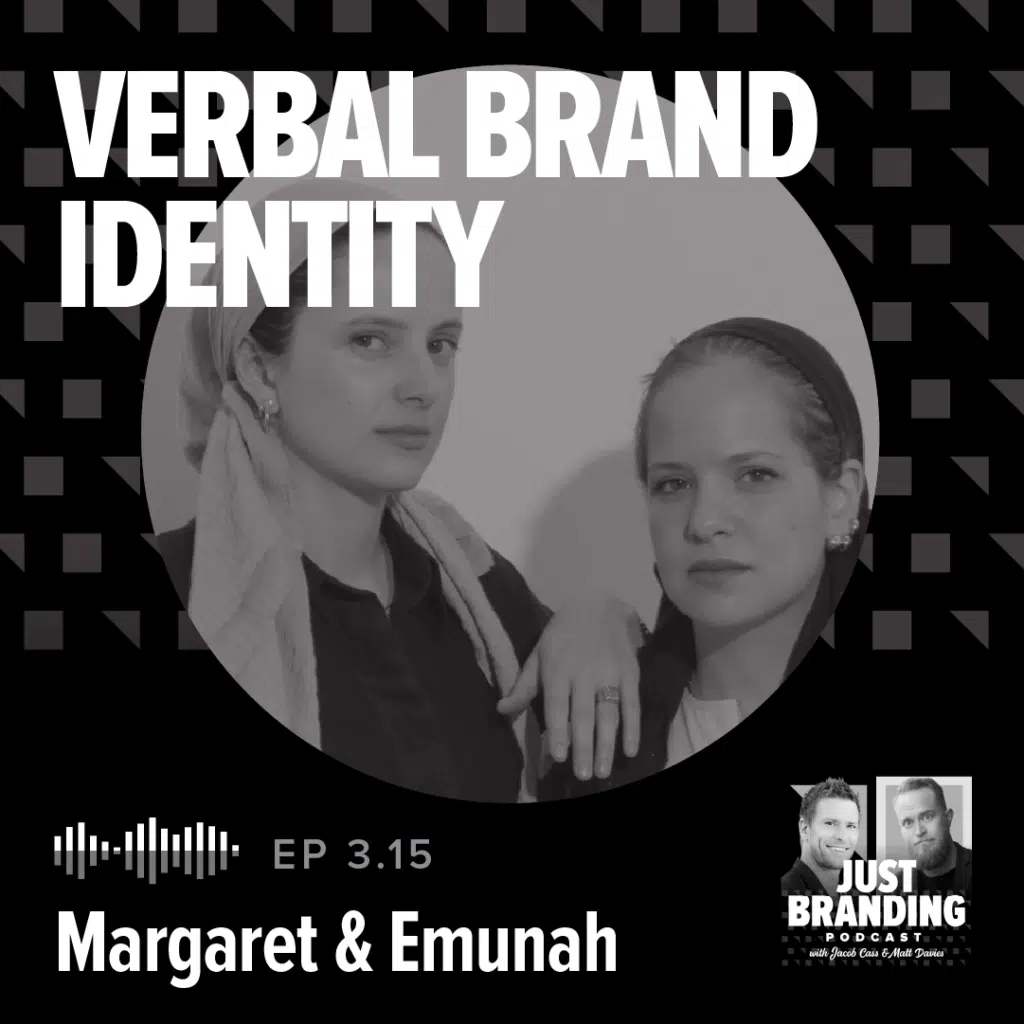 VERBAL BRAND
IDENTITY
EP 3.15
Margaret & Emunah
JUST
BRANDING
PODCAST
with Jacob Cass & Matt Davies